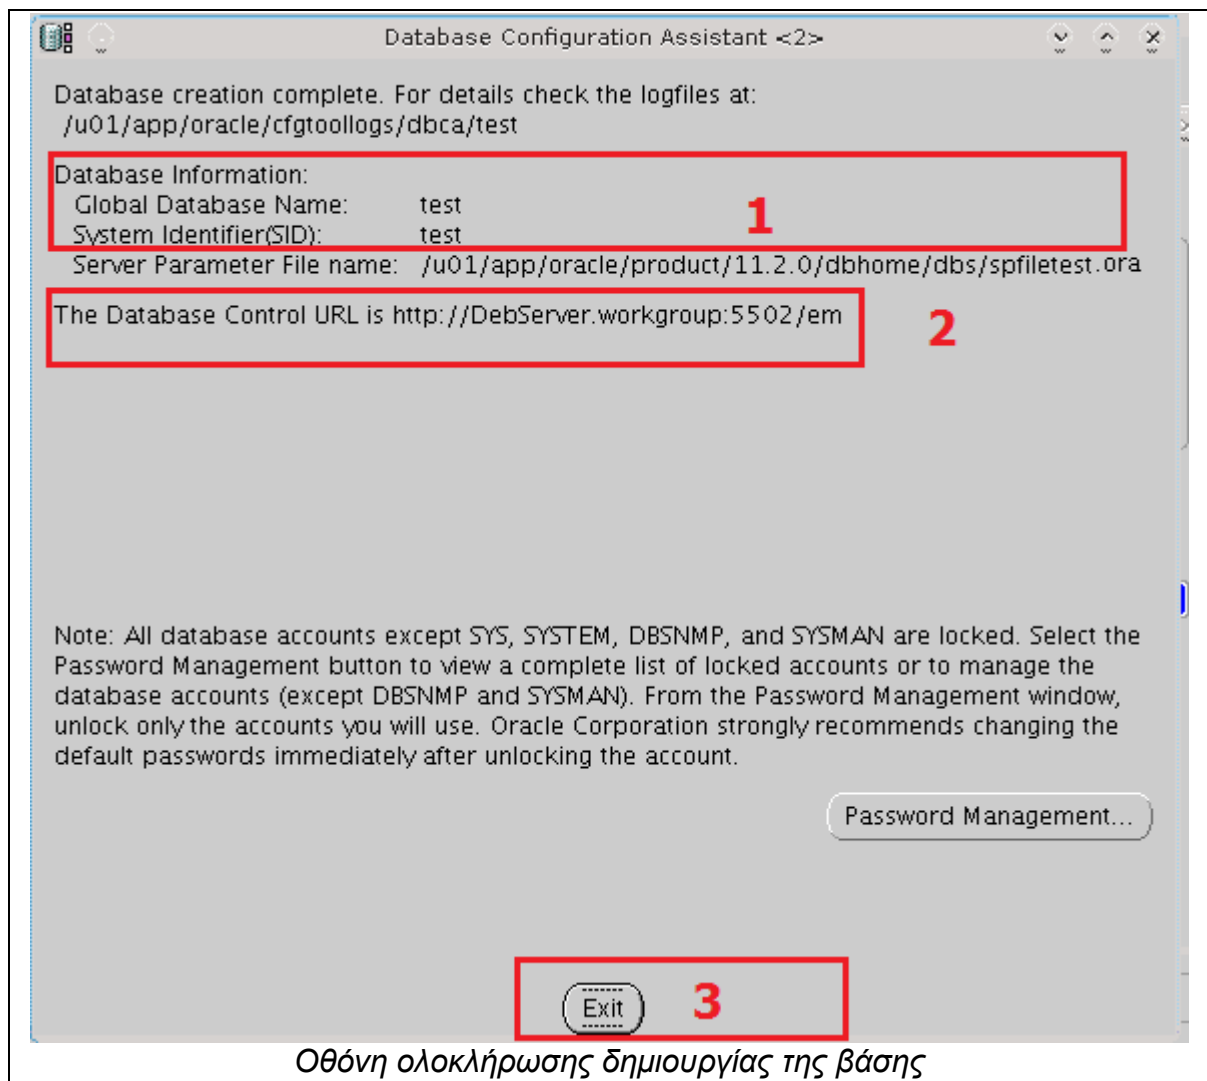 Database Configuration Assistant <2>
Database creation complete. For details check the logfiles at:
/u01/app/oracle/cfgtoollogs/dbca/test
Database Information:
Global Database Name: test
System Identifier(SID): test
1
Server Parameter File name: /u01/app/oracle/product/11.2.0/dbhome/dbs/spfiletest.ora
The Database Control URL is http://DebServer.workgroup:5502/em
2
Note: All database accounts except SYS, SYSTEM, DBSNMP, and SYSMAN are locked. Select the
Password Management button to view a complete list of locked accounts or to manage the
database accounts (except DBSNMP and SYSMAN). From the Password Management window,
unlock only the accounts you will use. Oracle Corporation strongly recommends changing the
default passwords immediately after unlocking the account.
Password Management...
Exit
3
Οθόνη ολοκλήρωσης δημιουργίας της βάσης